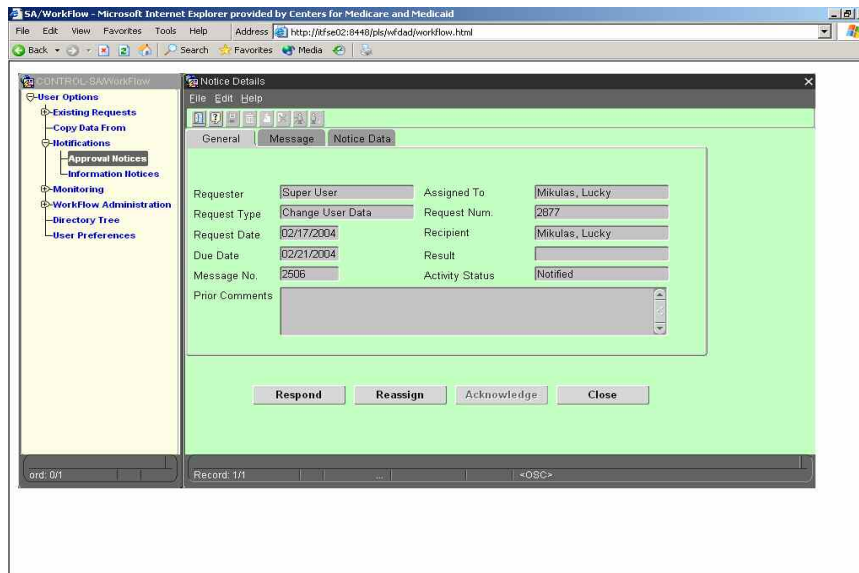 SA/WorkFlow - Microsoft Internet Explorer provided by Centers for Medicare and Medicaid
File Edit View Favorites Tools Help Address http://itfse02:8448/pls/wfdad/workflow.html
Back Search Favorites Media
CONTROL-SA/WorkFlow
User Options
Existing Requests
Copy Data From
Notifications
Approval Notices
Information Notices
Monitoring
WorkFlow Administration
Directory Tree
User Preferences
ord: 0/1
Notice Details
File Edit Help
General Message Notice Data
Requester Super User Assigned To Mikulas, Lucky
Request Type Change User Data Request Num. 2877
Request Date 02/17/2004 Recipient Mikulas, Lucky
Due Date 02/21/2004 Result
Message No. 2506 Activity Status Notified
Prior Comments
Respond Reassign Acknowledge Close
Record: 1/1 ... <OSC>